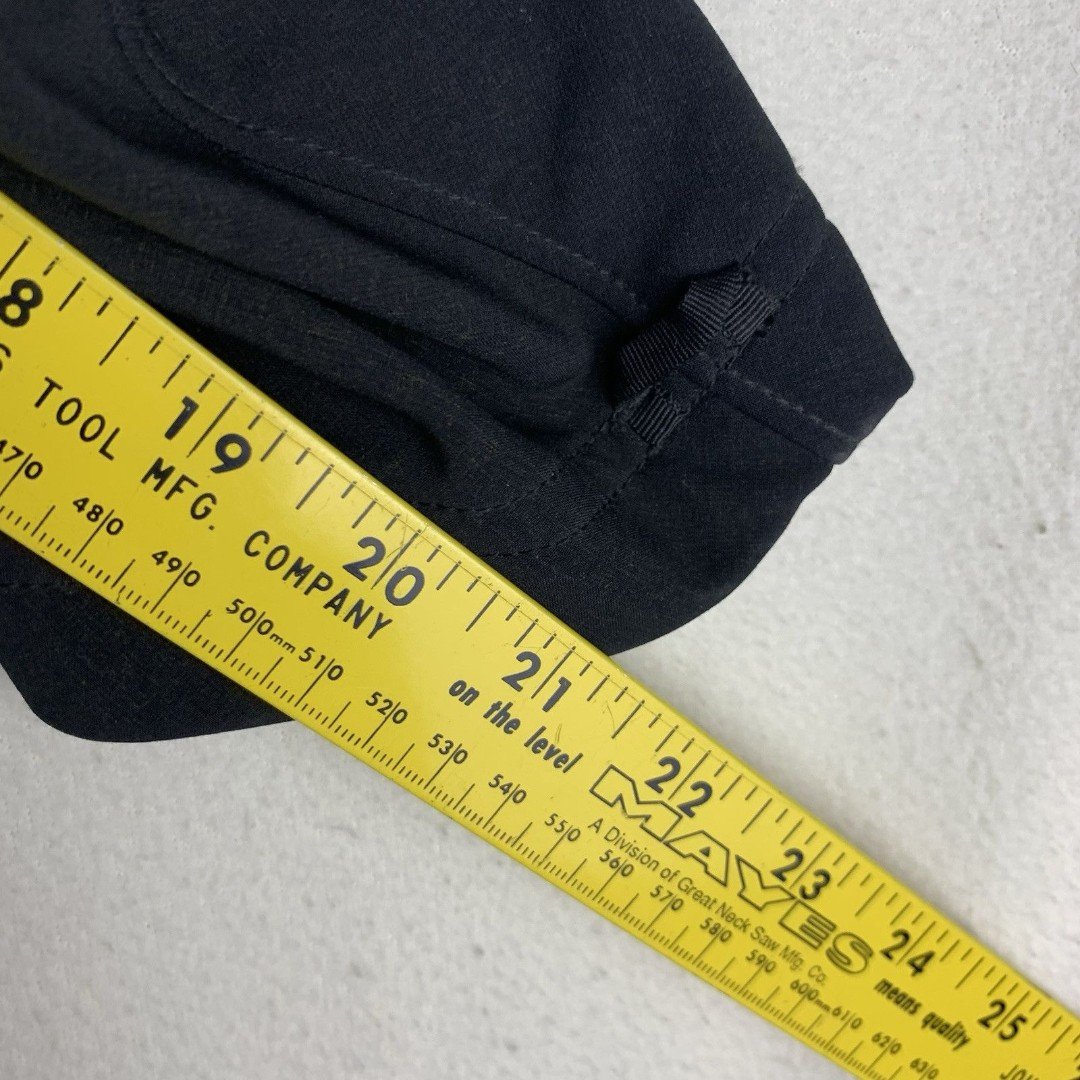 8 19 20 21 22 23 24 25
TOOL MFG. COMPANY
on the level
MAYES
A Division of Great Neck Saw Mfg. Co.
means quality
470 480 490 500mm 510 520 530 540 550 560 570 580 590 600mm 610 620 630